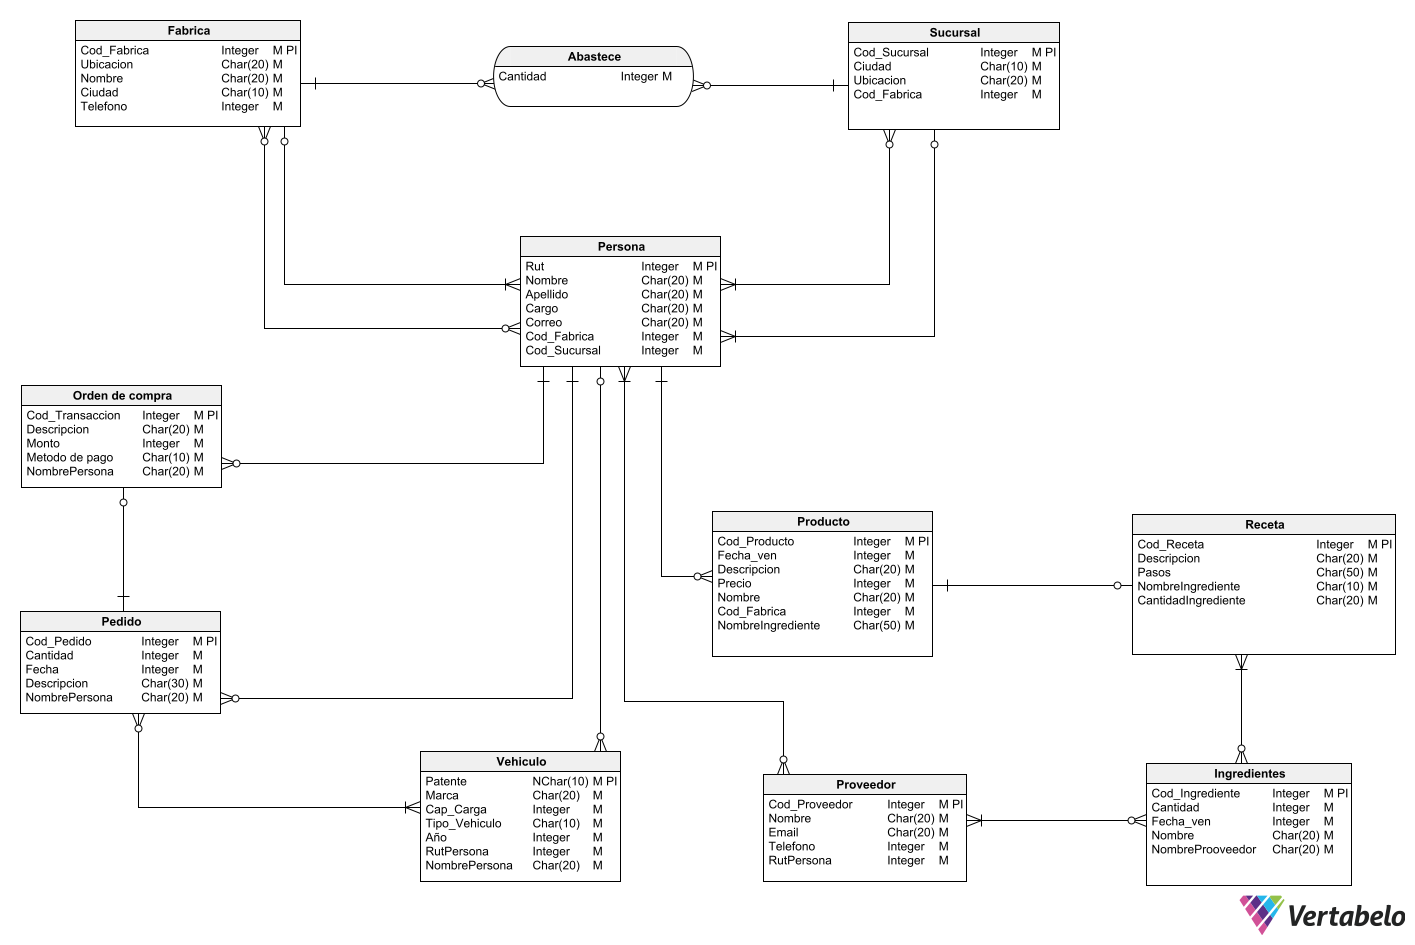 Fabrica
Cod_Fabrica Integer M PI
Ubicacion Char(20) M
Nombre Char(20) M
Ciudad Char(10) M
Telefono Integer M
Abastece
Cantidad Integer M
Sucursal
Cod_Sucursal Integer M PI
Ciudad Char(10) M
Ubicacion Char(20) M
Cod_Fabrica Integer M
Persona
Rut Integer M PI
Nombre Char(20) M
Apellido Char(20) M
Cargo Char(20) M
Correo Char(20) M
Cod_Fabrica Integer M
Cod_Sucursal Integer M
Orden de compra
Cod_Transaccion Integer M PI
Descripcion Char(20) M
Monto Integer M
Metodo de pago Char(10) M
NombrePersona Char(20) M
Producto
Cod_Producto Integer M PI
Fecha_ven Integer M
Descripcion Char(20) M
Precio Integer M
Nombre Char(20) M
Cod_Fabrica Integer M
NombreIngrediente Char(50) M
Receta
Cod_Receta Integer M PI
Descripcion Char(20) M
Pasos Char(50) M
NombreIngrediente Char(10) M
CantidadIngrediente Char(20) M
Pedido
Cod_Pedido Integer M PI
Cantidad Integer M
Fecha Integer M
Descripcion Char(30) M
NombrePersona Char(20) M
Vehiculo
Patente NChar(10) M PI
Marca Char(20) M
Cap_Carga Integer M
Tipo_Vehiculo Char(10) M
Año Integer M
RutPersona Integer M
NombrePersona Char(20) M
Proveedor
Cod_Proveedor Integer M PI
Nombre Char(20) M
Email Char(20) M
Telefono Integer M
RutPersona Integer M
Ingredientes
Cod_Ingrediente Integer M PI
Cantidad Integer M
Fecha_ven Integer M
Nombre Char(20) M
NombreProoveedor Char(20) M
Vertabelo